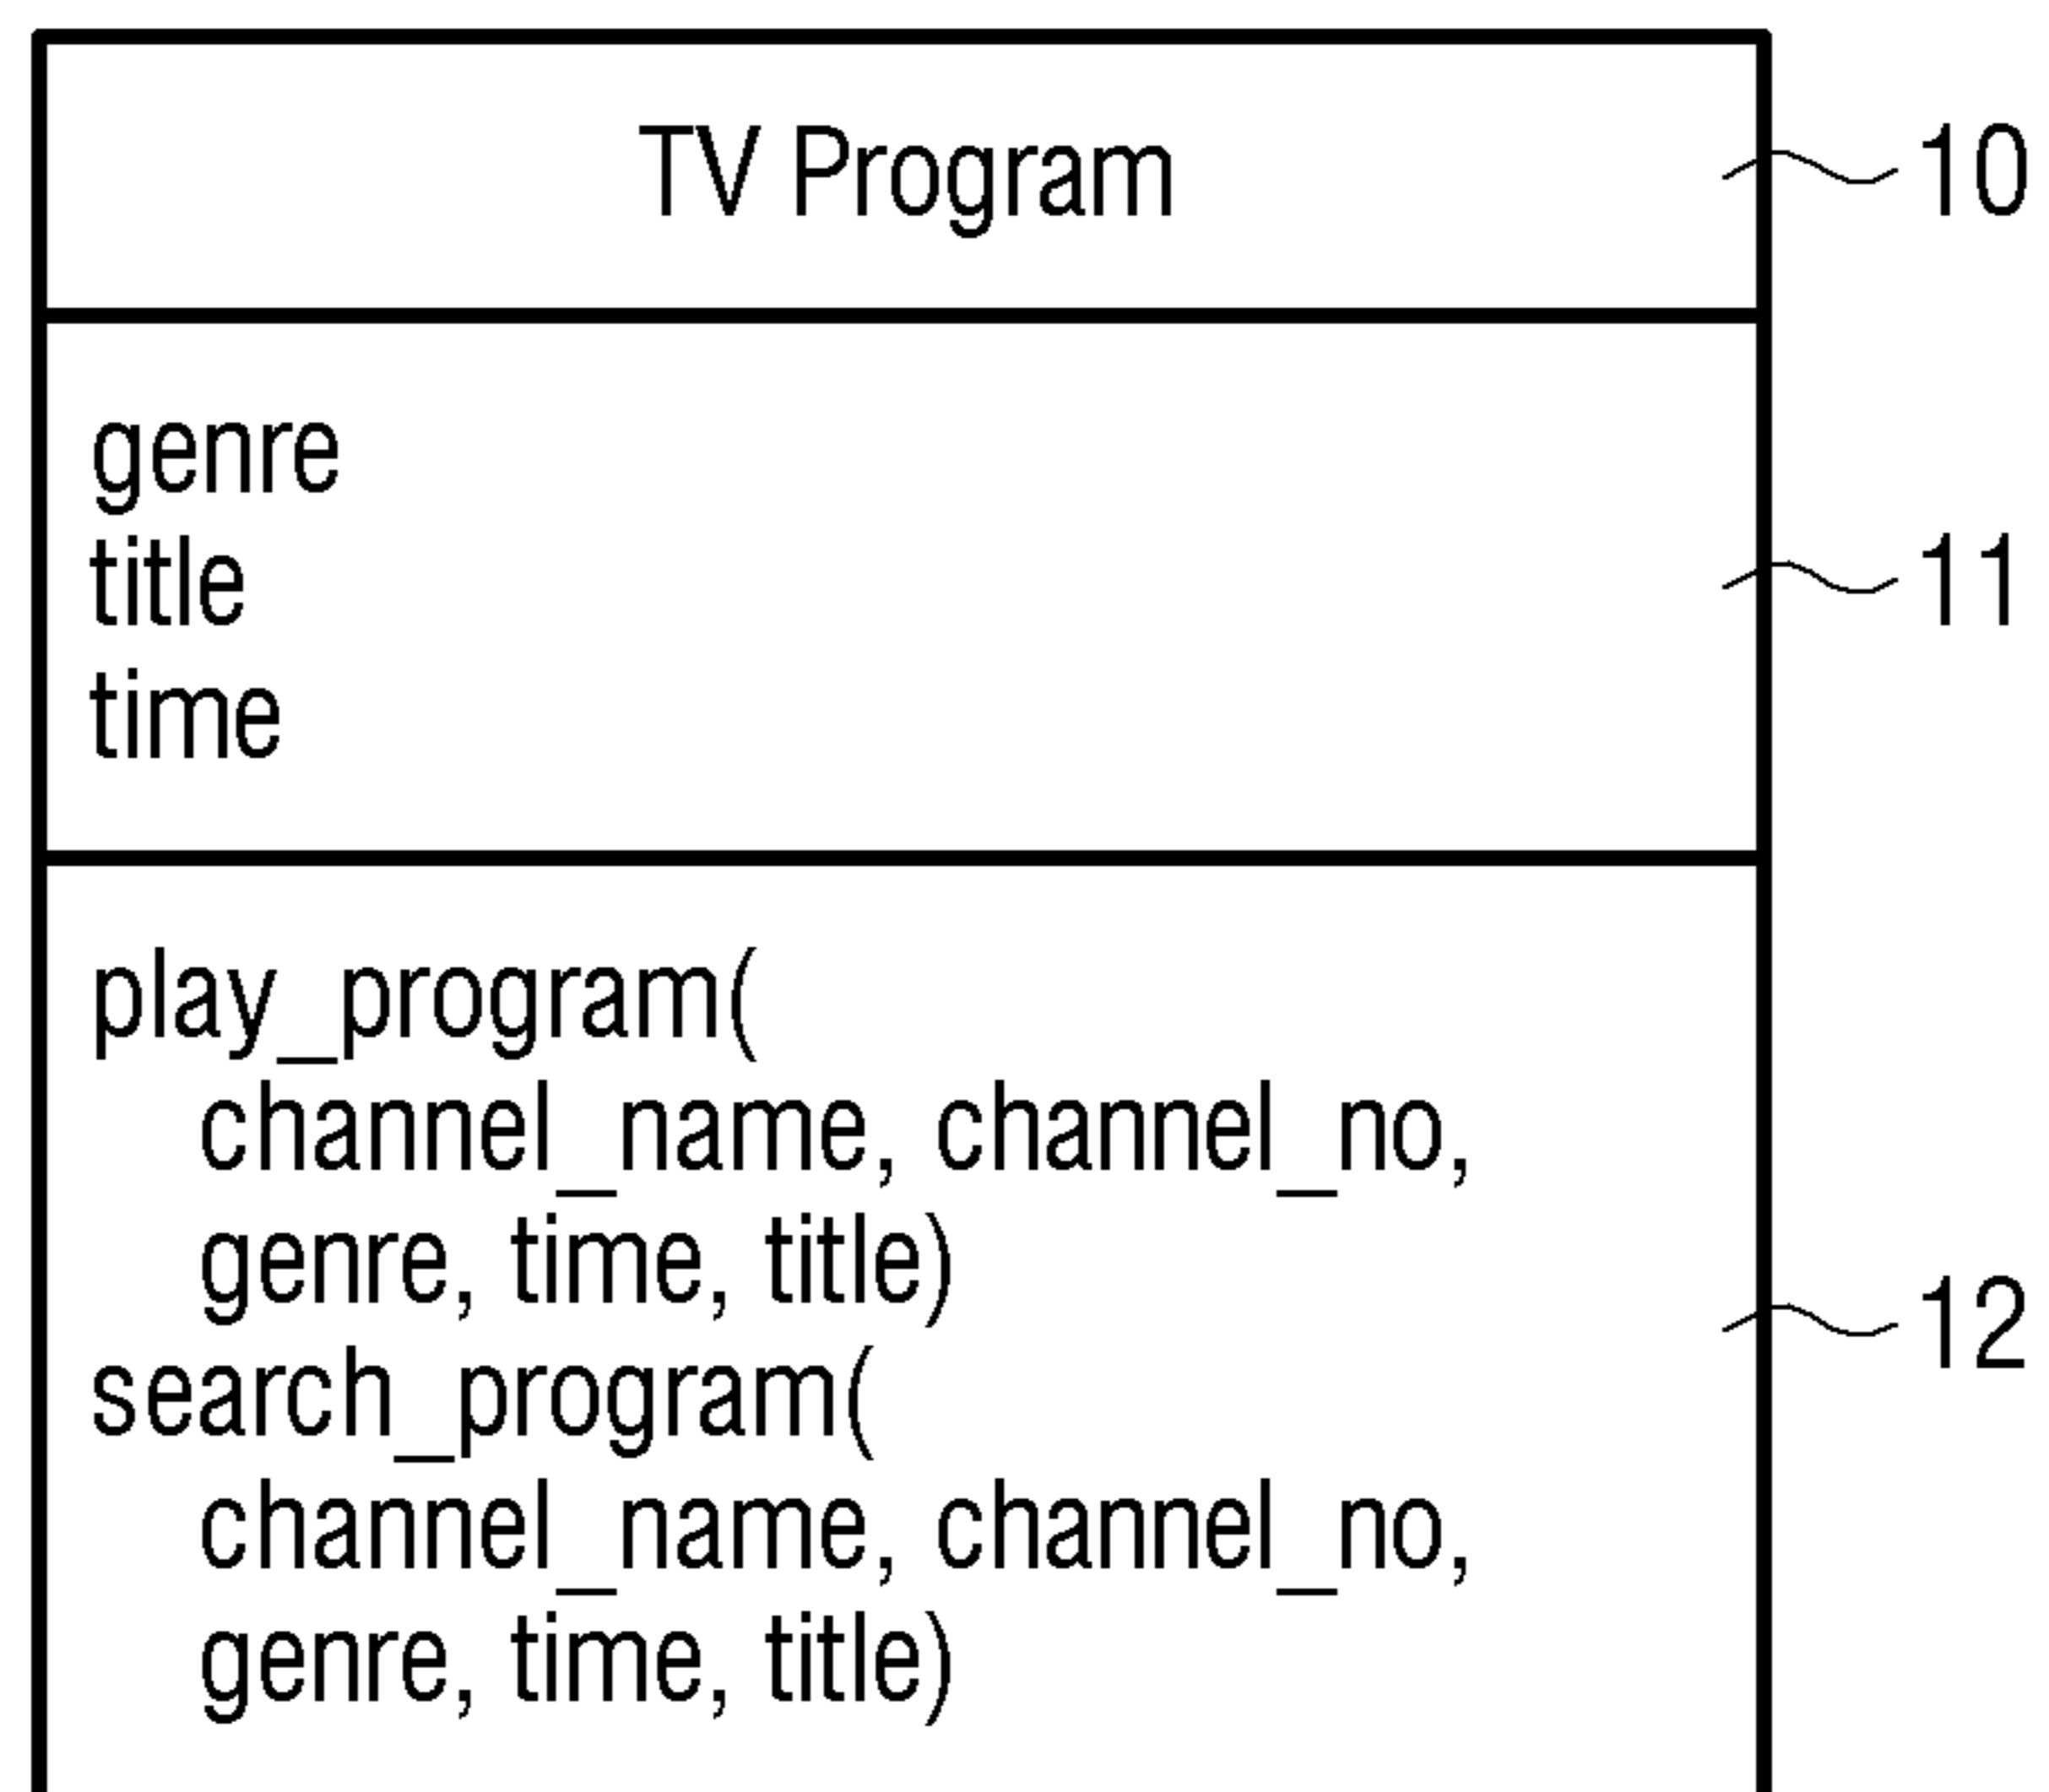 TV Program
10
genre
title
time
11
play_program(
channel_name, channel_no,
genre, time, title)
search_program(
channel_name, channel_no,
genre, time, title)
12